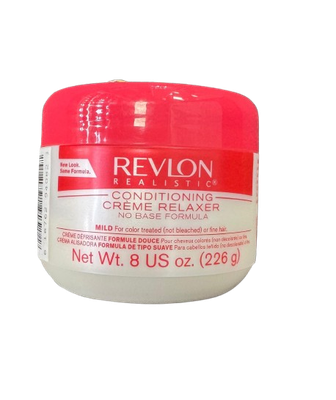 New Look.
Same Formula.
REVLON
REALISTIC®
CONDITIONING
CRÈME RELAXER
NO BASE FORMULA
MILD For color treated (not bleached) or fine hair
CRÈME DÉFRISANTE FORMULE DOUCE Pour cheveux colorés (non décolorés) ou fins
CREMA ALISADORA FORMULA DE TIPO SUAVE Para cabellos teñidos (no
Net Wt. 8 US oz. (226 g)